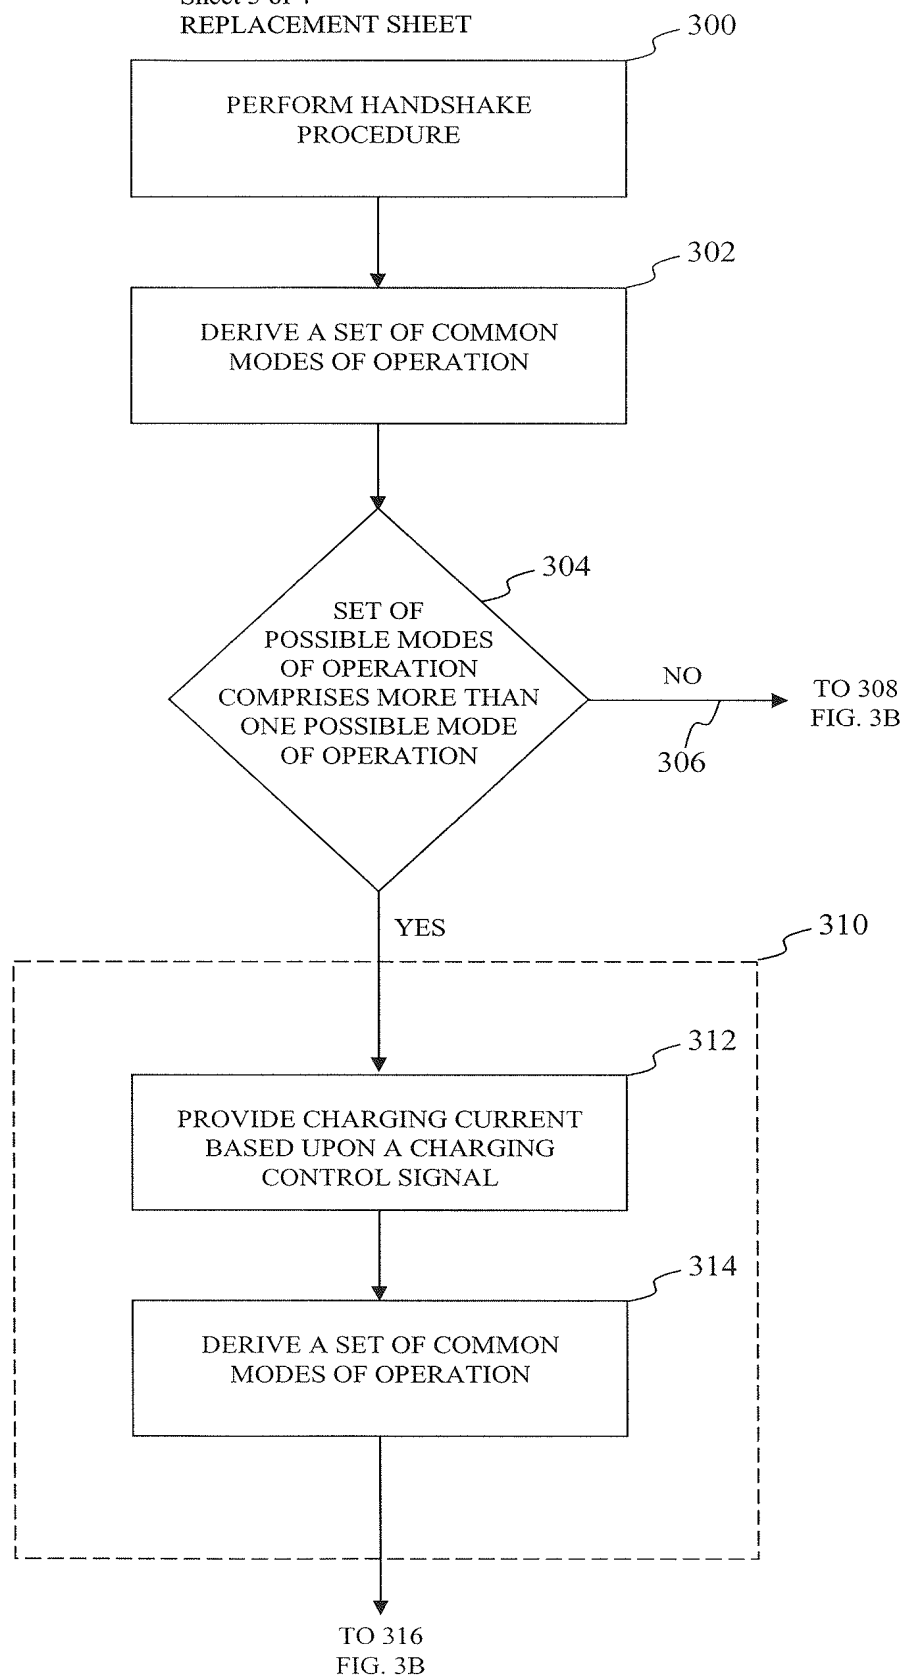 REPLACEMENT SHEET
300
PERFORM HANDSHAKE
PROCEDURE
302
DERIVE A SET OF COMMON
MODES OF OPERATION
304
SET OF
POSSIBLE MODES
OF OPERATION
COMPRISES MORE THAN
ONE POSSIBLE MODE
OF OPERATION
NO
TO 308
FIG. 3B
306
YES
310
312
PROVIDE CHARGING CURRENT
BASED UPON A CHARGING
CONTROL SIGNAL
314
DERIVE A SET OF COMMON
MODES OF OPERATION
TO 316
FIG. 3B